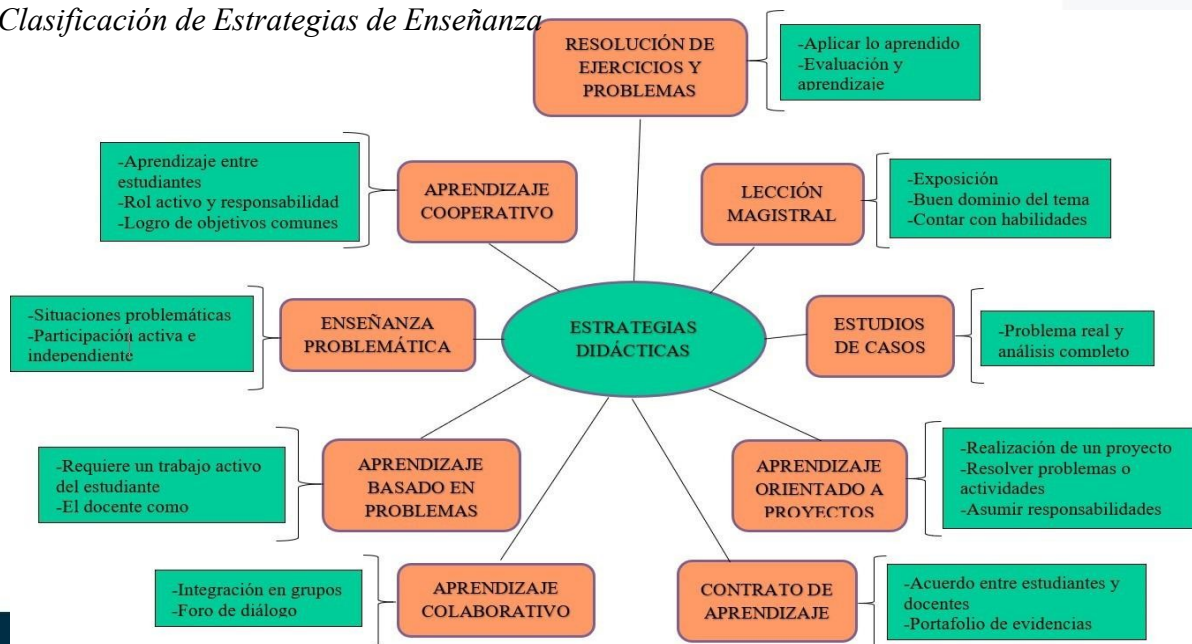 Clasificación de Estrategias de Enseñanza
RESOLUCIÓN DE
EJERCICIOS Y
PROBLEMAS
-Aplicar lo aprendido
-Evaluación y
aprendizaje
-Aprendizaje entre
estudiantes
-Rol activo y responsabilidad
-Logro de objetivos comunes
APRENDIZAJE
COOPERATIVO
LECCIÓN
MAGISTRAL
-Exposición
-Buen dominio del tema
-Contar con habilidades
-Situaciones problemáticas
-Participación activa e
independiente
ENSEÑANZA
PROBLEMÁTICA
ESTRATEGIAS
DIDÁCTICAS
ESTUDIOS
DE CASOS
-Problema real y
análisis completo
-Requiere un trabajo activo
del estudiante
-El docente como
APRENDIZAJE
BASADO EN
PROBLEMAS
APRENDIZAJE
ORIENTADO A
PROYECTOS
-Realización de un proyecto
-Resolver problemas o
actividades
-Asumir responsabilidades
-Integración en grupos
-Foro de diálogo
APRENDIZAJE
COLABORATIVO
CONTRATO DE
APRENDIZAJE
-Acuerdo entre estudiantes y
docentes
-Portafolio de evidencias